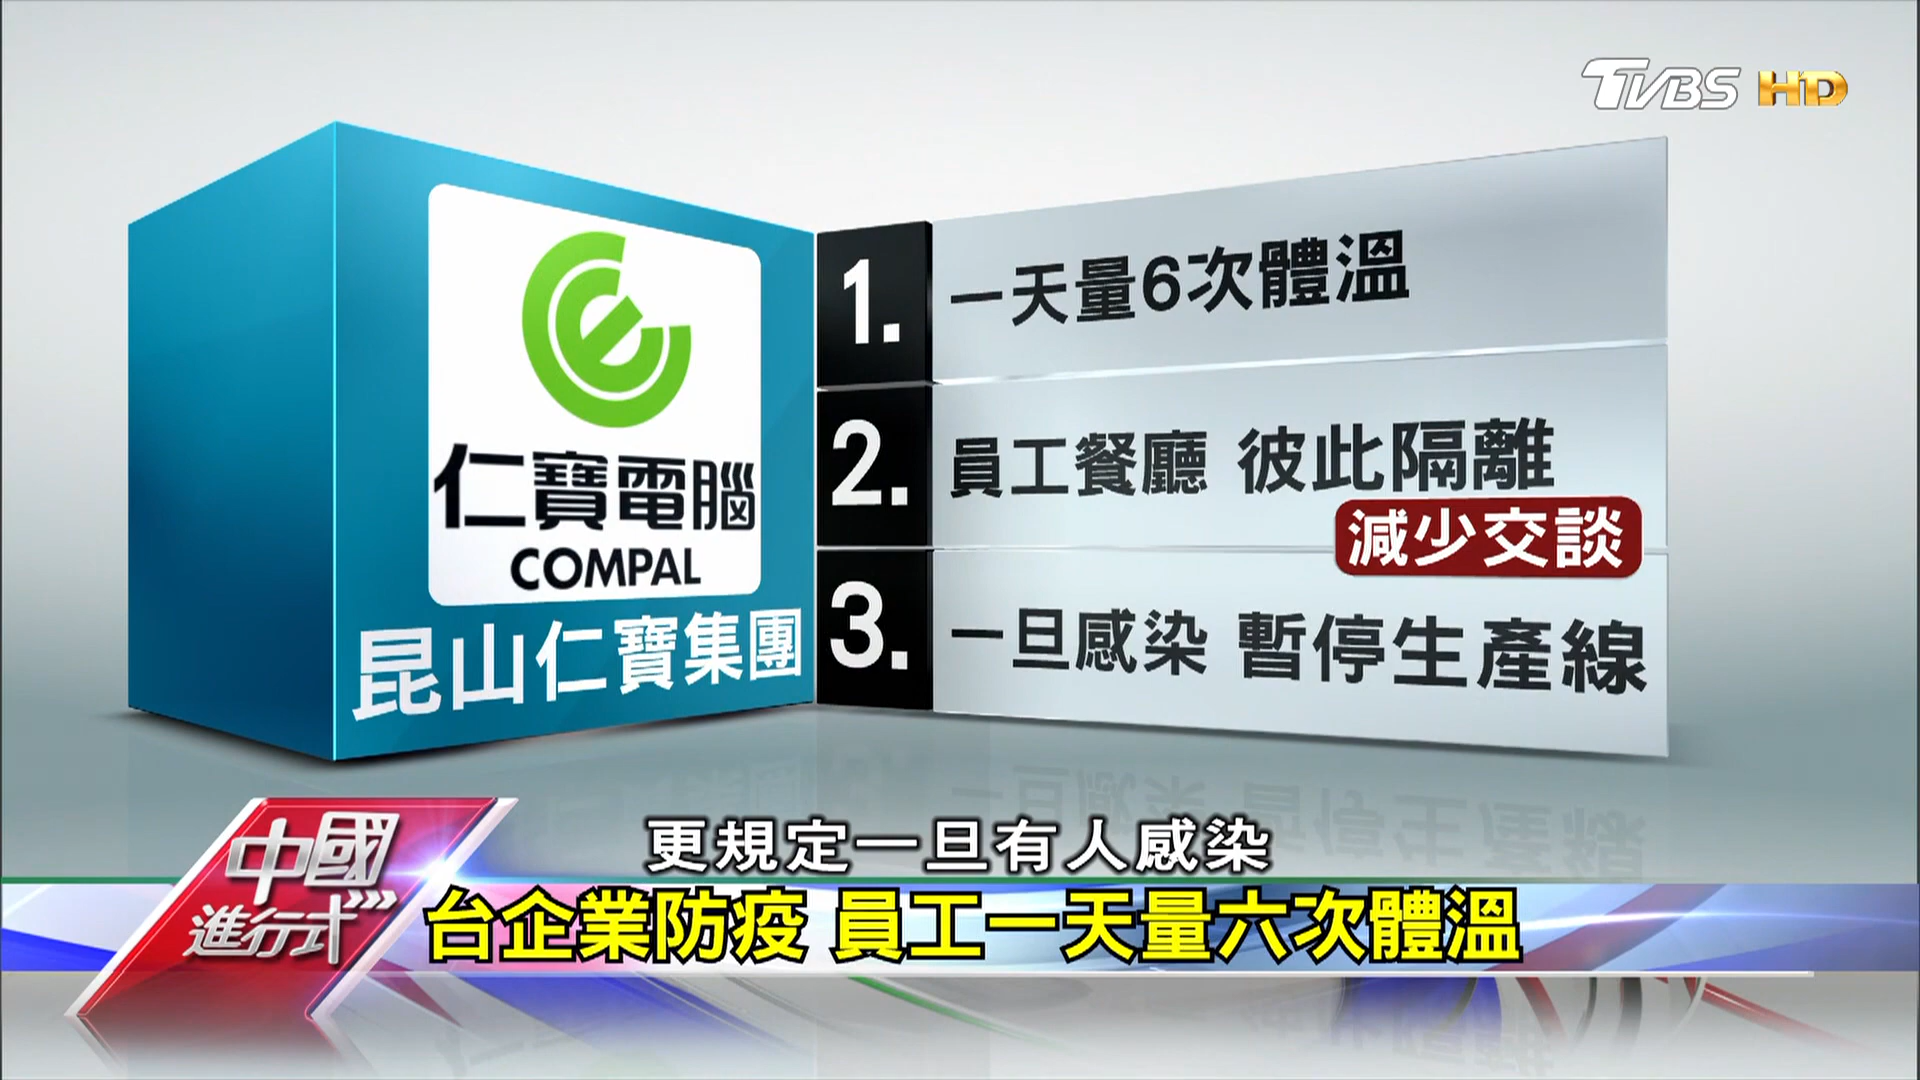 TVBS HD
仁寶電腦
COMPAL
昆山仁寶集團
1. 一天量6次體溫
2. 員工餐廳 彼此隔離
減少交談
3. 一旦感染 暫停生產線
更規定一旦有人感染
中國進行式
台企業防疫 員工一天量六次體溫